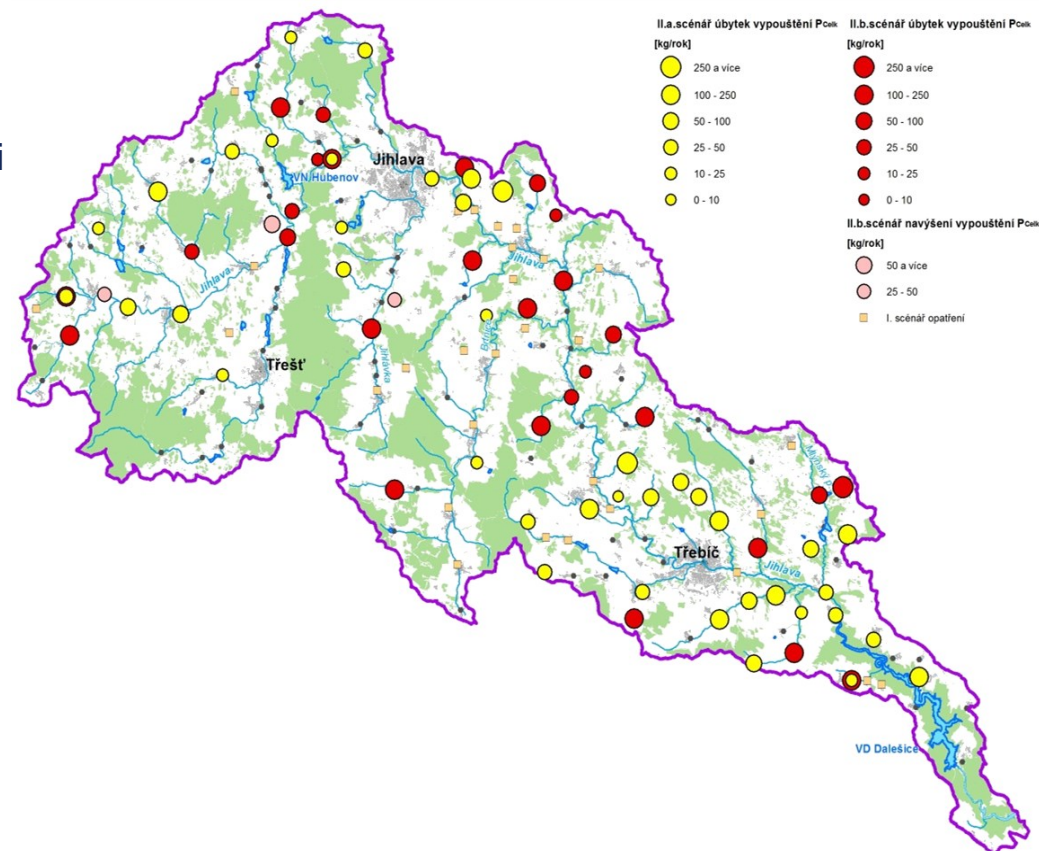 II.a.scénář úbytek vypouštění PCelk
[kg/rok]
250 a více
100 - 250
50 - 100
25 - 50
10 - 25
0 - 10
II.b.scénář úbytek vypouštění PCelk
[kg/rok]
250 a více
100 - 250
50 - 100
25 - 50
10 - 25
0 - 10
II.b.scénář navýšení vypouštění PCelk
[kg/rok]
50 a více
25 - 50
I. scénář opatření
i
Jihlava
VN Hubenov
Jihlava
Jihlava
Třešť
Jihlávka
Třebíč
Jihlava
VD Dalešice